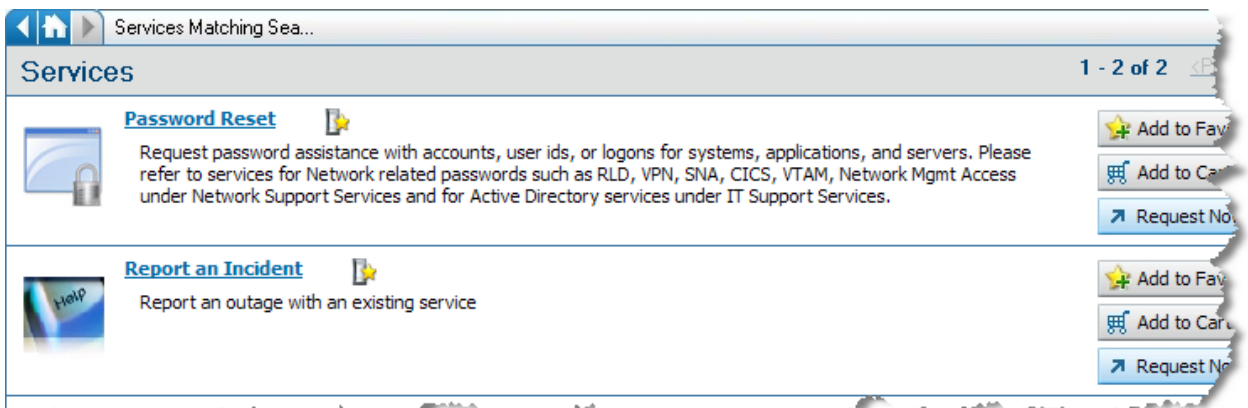 Services Matching Sea...
Services
1 - 2 of 2
Password Reset
Request password assistance with accounts, user ids, or logons for systems, applications, and servers. Please
refer to services for Network related passwords such as RLD, VPN, SNA, CICS, VTAM, Network Mgmt Access
under Network Support Services and for Active Directory services under IT Support Services.
Add to Fav
Add to Ca
Request No
Help
Report an Incident
Report an outage with an existing service
Add to Fav
Add to Cart
Request No